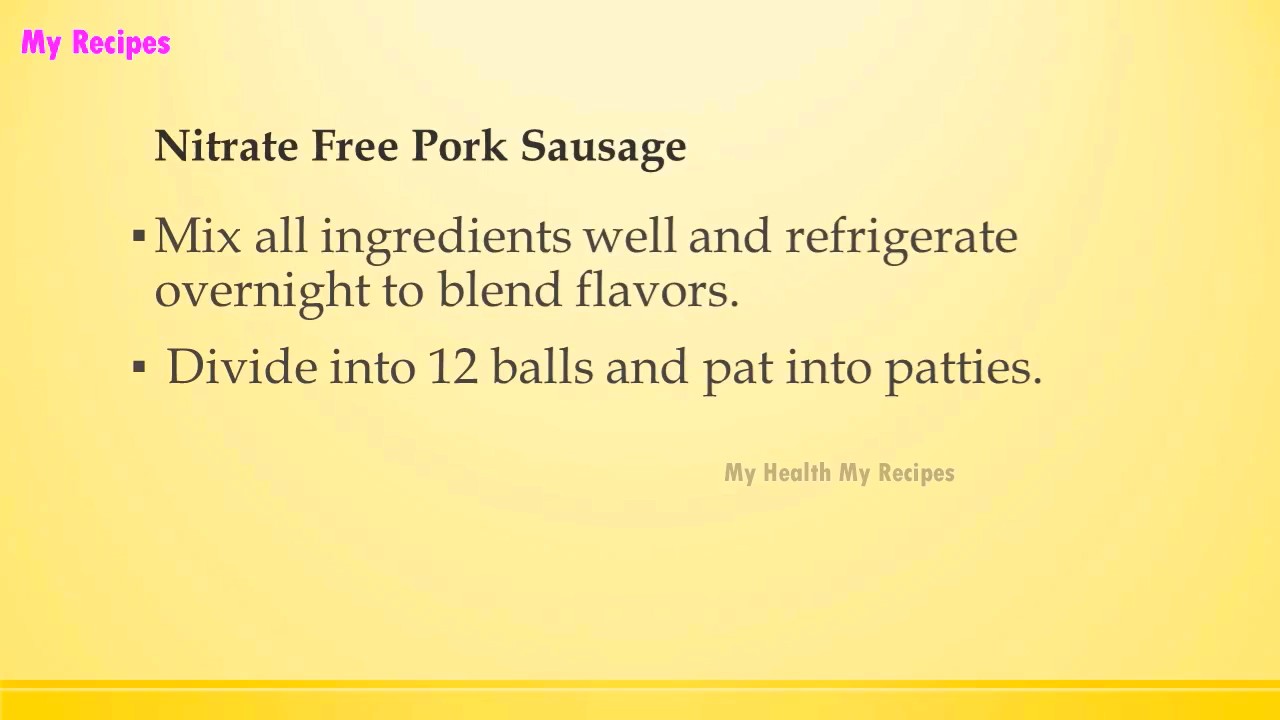 My Recipes
Nitrate Free Pork Sausage
▪ Mix all ingredients well and refrigerate
overnight to blend flavors.
▪ Divide into 12 balls and pat into patties.
My Health My Recipes